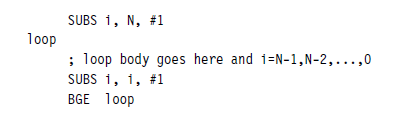 SUBS i, N, #1
loop
; loop body goes here and i=N-1,N-2,...,0
SUBS i, i, #1
BGE loop